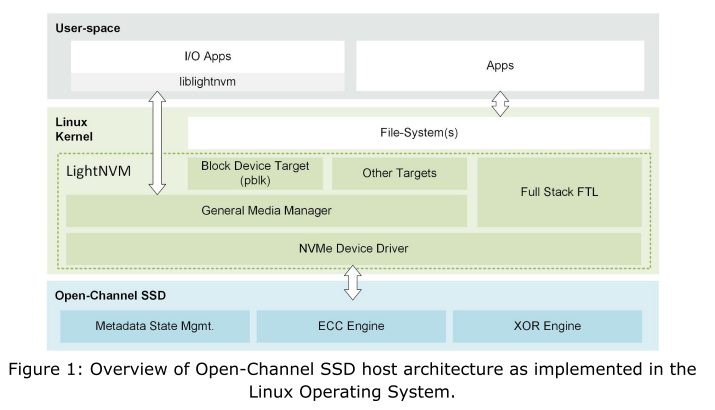 User-space
I/O Apps
liblightnvm
Apps
Linux
Kernel
File-System(s)
LightNVM
Block Device Target
(pblk)
Other Targets
Full Stack FTL
General Media Manager
NVMe Device Driver
Open-Channel SSD
Metadata State Mgmt.
ECC Engine
XOR Engine
Figure 1: Overview of Open-Channel SSD host architecture as implemented in the
Linux Operating System.